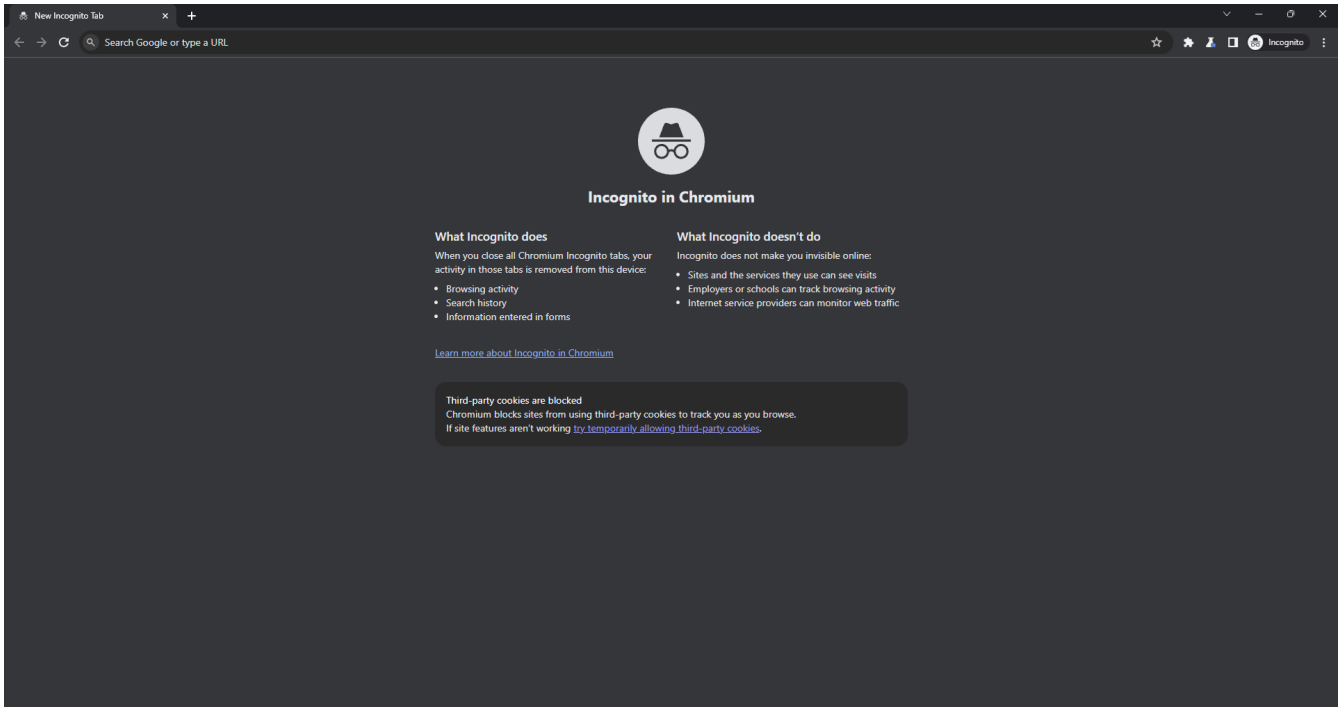 New Incognito Tab
Search Google or type a URL
Incognito
Incognito in Chromium
What Incognito does
When you close all Chromium Incognito tabs, your
activity in those tabs is removed from this device:
• Browsing activity
• Search history
• Information entered in forms
What Incognito doesn't do
Incognito does not make you invisible online:
• Sites and the services they use can see visits
• Employers or schools can track browsing activity
• Internet service providers can monitor web traffic
Learn more about Incognito in Chromium
Third-party cookies are blocked
Chromium blocks sites from using third-party cookies to track you as you browse.
If site features aren't working try temporarily allowing third-party cookies.